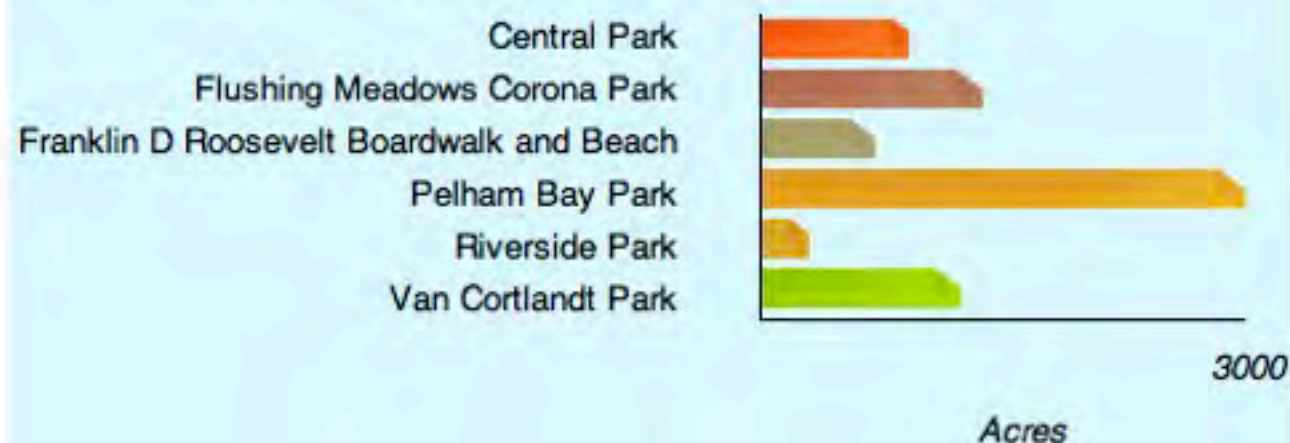 Central Park
Flushing Meadows Corona Park
Franklin D Roosevelt Boardwalk and Beach
Pelham Bay Park
Riverside Park
Van Cortlandt Park
3000
Acres